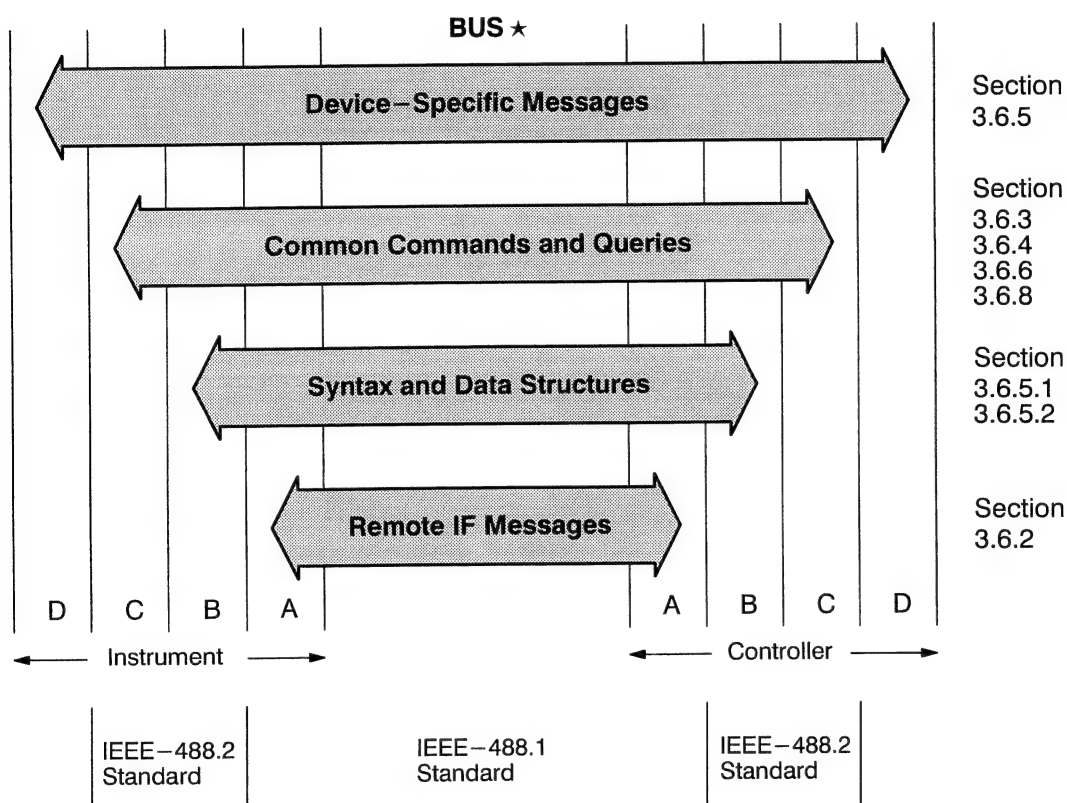 BUS ★
Device–Specific Messages
Section
3.6.5
Common Commands and Queries
Section
3.6.3
3.6.4
3.6.6
3.6.8
Syntax and Data Structures
Section
3.6.5.1
3.6.5.2
Remote IF Messages
Section
3.6.2
D C B A A B C D
Instrument
Controller
IEEE–488.2
Standard
IEEE–488.1
Standard
IEEE–488.2
Standard